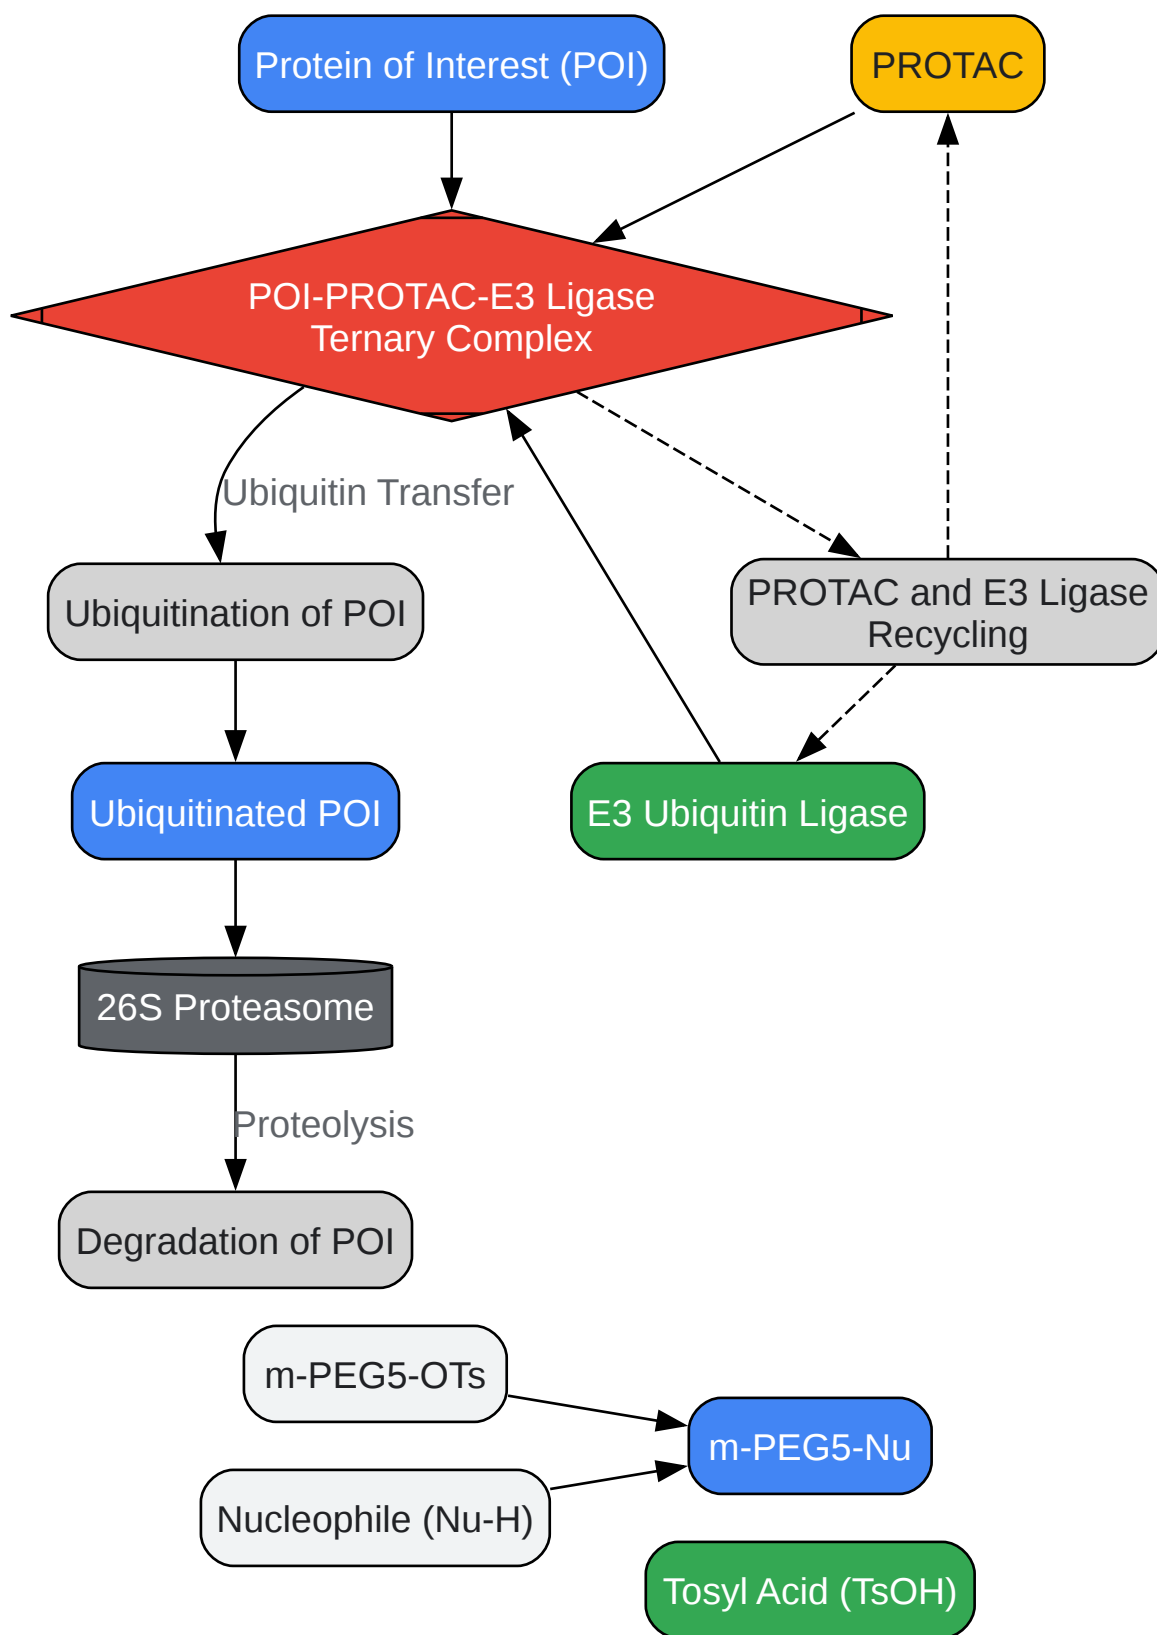 Protein of Interest (POI)
PROTAC
POI-PROTAC-E3 Ligase
Ternary Complex
Ubiquitin Transfer
Ubiquitination of POI
PROTAC and E3 Ligase
Recycling
Ubiquitinated POI
E3 Ubiquitin Ligase
26S Proteasome
Proteolysis
Degradation of POI
m-PEG5-OTs
m-PEG5-Nu
Nucleophile (Nu-H)
Tosyl Acid (TsOH)